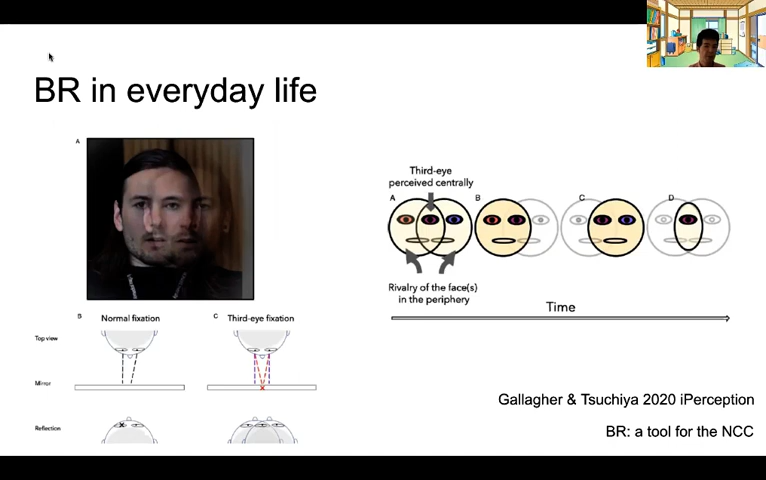 BR in everyday life
A
Third-eye
perceived centrally
A
B
C
D
Rivalry of the face(s)
in the periphery
Time
B
Normal fixation
C
Third-eye fixation
Top view
Mirror
Reflection
Gallagher & Tsuchiya 2020 iPerception
BR: a tool for the NCC